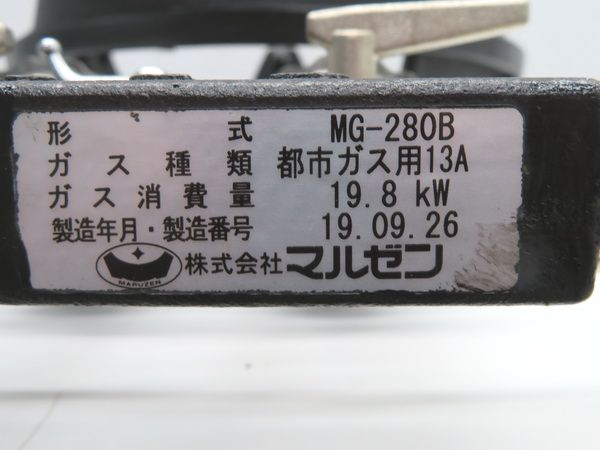 形式 MG-280B
ガス種類 都市ガス用13A
ガス消費量 19.8 kW
製造年月・製造番号 19.09.26
MARUZEN 株式会社マルゼン